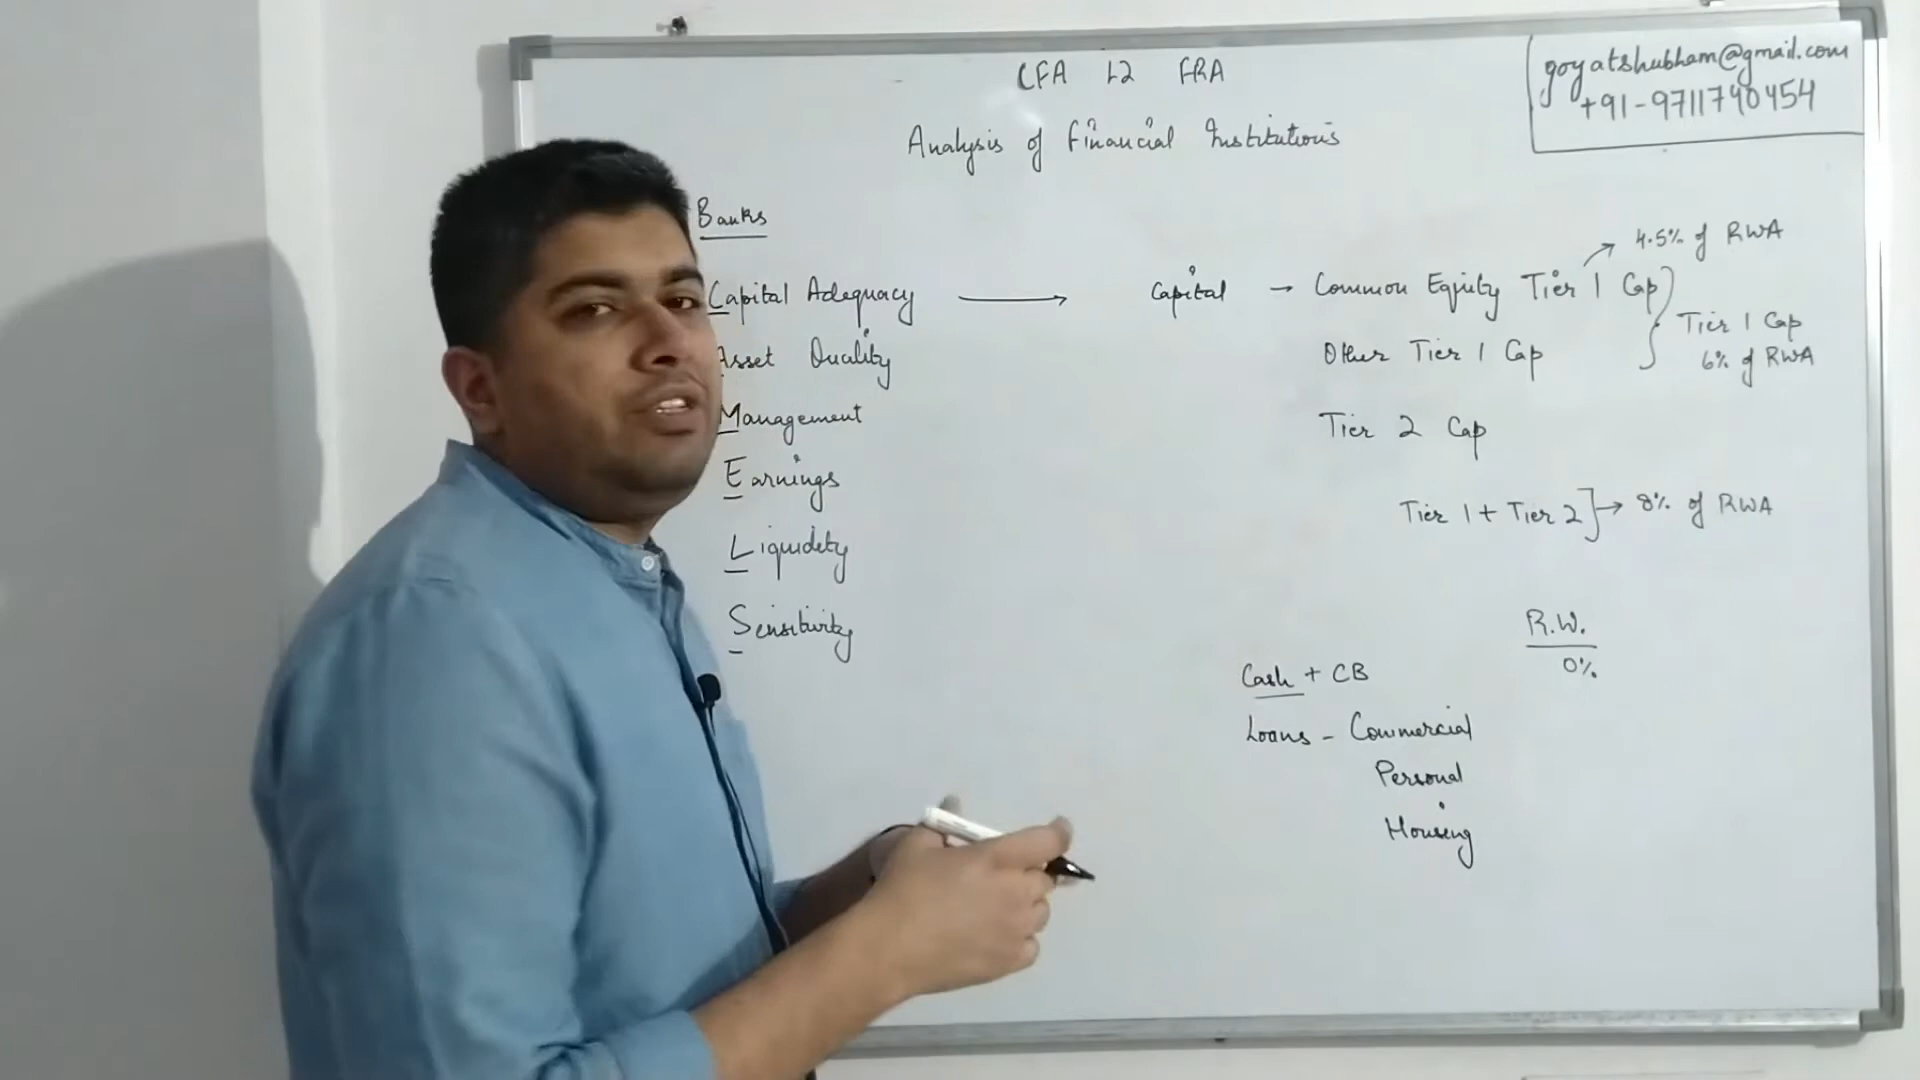 CFA L2 FRA
goyatshubham@gmail.com
+91-9711740454
Analysis of Financial Institutions
Banks
4.5% of RWA
Capital Adequacy → Capital → Common Equity Tier 1 Cap
Tier 1 Cap
6% of RWA
Asset Quality
Other Tier 1 Cap
Management
Tier 2 Cap
Earnings
Tier 1 + Tier 2 → 8% of RWA
Liquidity
Sensitivity
R.W.
Cash + CB 0%
Loans - Commercial
Personal
Housing